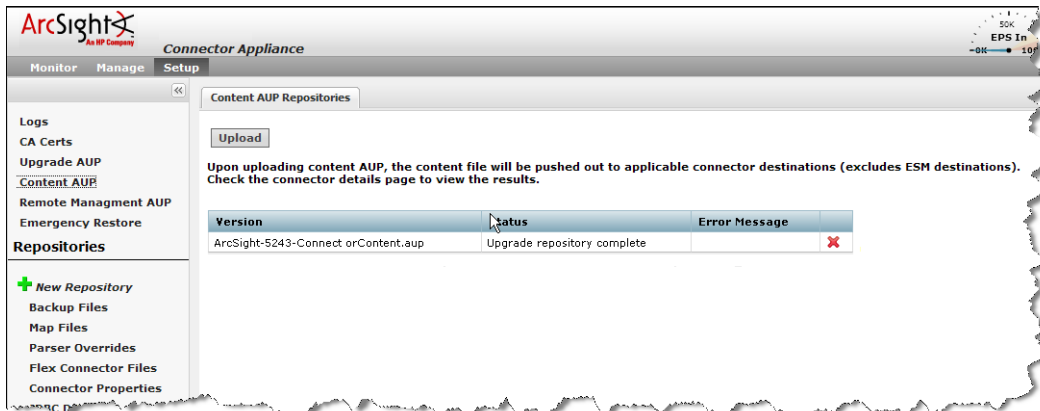 ArcSight
An HP Company
Connector Appliance
50K
EPS In
Monitor Manage Setup
Content AUP Repositories
Logs
CA Certs
Upgrade AUP
Content AUP
Remote Managment AUP
Emergency Restore
Repositories
New Repository
Backup Files
Map Files
Parser Overrides
Flex Connector Files
Connector Properties
Upload
Upon uploading content AUP, the content file will be pushed out to applicable connector destinations (excludes ESM destinations).
Check the connector details page to view the results.
Version Status Error Message
ArcSight-5243-Connect orContent.aup Upgrade repository complete